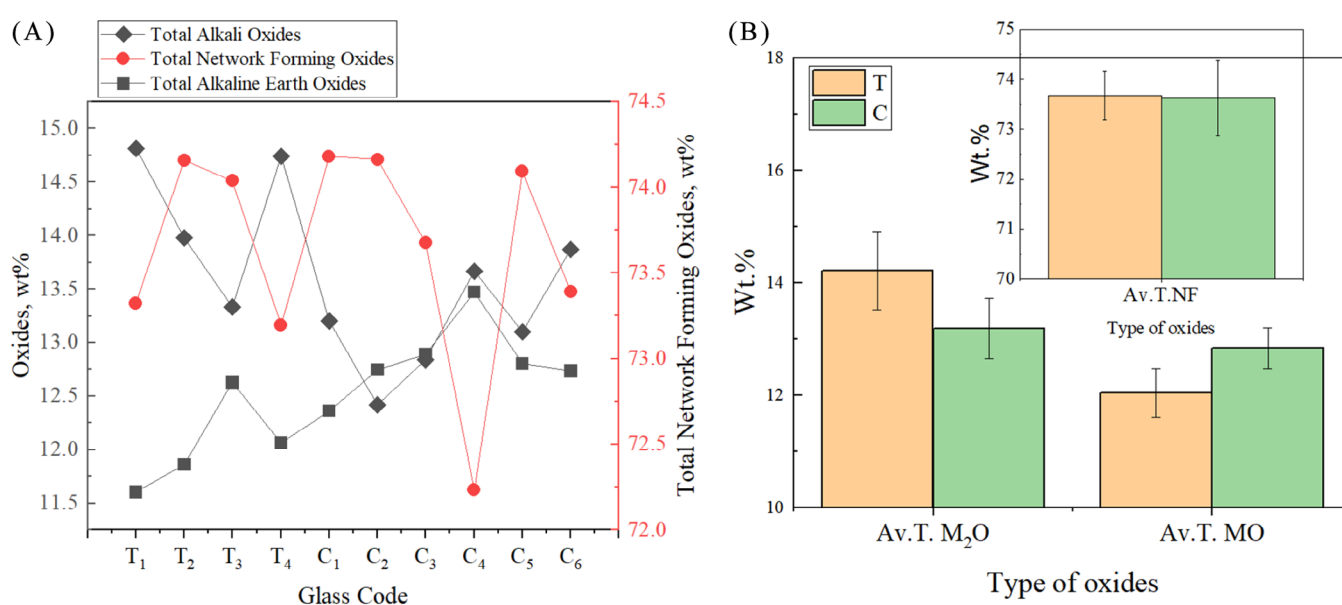 (A)
Total Alkali Oxides
Total Network Forming Oxides
Total Alkaline Earth Oxides
Oxides, wt%
15.0
14.5
14.0
13.5
13.0
12.5
12.0
11.5
74.5
74.0
73.5
73.0
72.5
72.0
Total Network Forming Oxides, wt%
T₁ T₂ T₃ T₄ C₁ C₂ C₃ C₄ C₅ C₆
Glass Code
(B)
T
C
Wt.%
18
16
14
12
10
Av.T. M₂O Av.T. MO
Type of oxides
Wt.%
75
74
73
72
71
70
Av.T.NF
Type of oxides